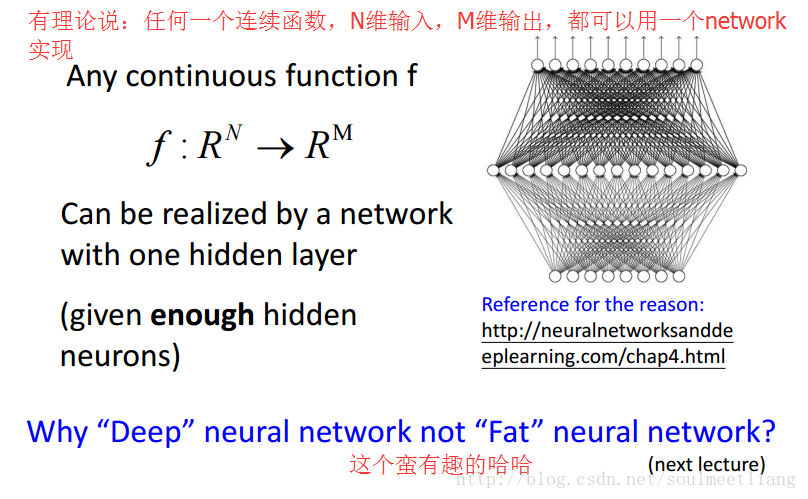 有理论说：任何一个连续函数，N维输入，M维输出，都可以用一个network
实现
Any continuous function f
f : R^N → R^M
Can be realized by a network
with one hidden layer
(given enough hidden
neurons)
Reference for the reason:
http://neuralnetworksandde
eplearning.com/chap4.html
Why “Deep” neural network not “Fat” neural network?
这个蛮有趣的哈哈
(next lecture)
http://blog.csdn.net/soulmeetliang